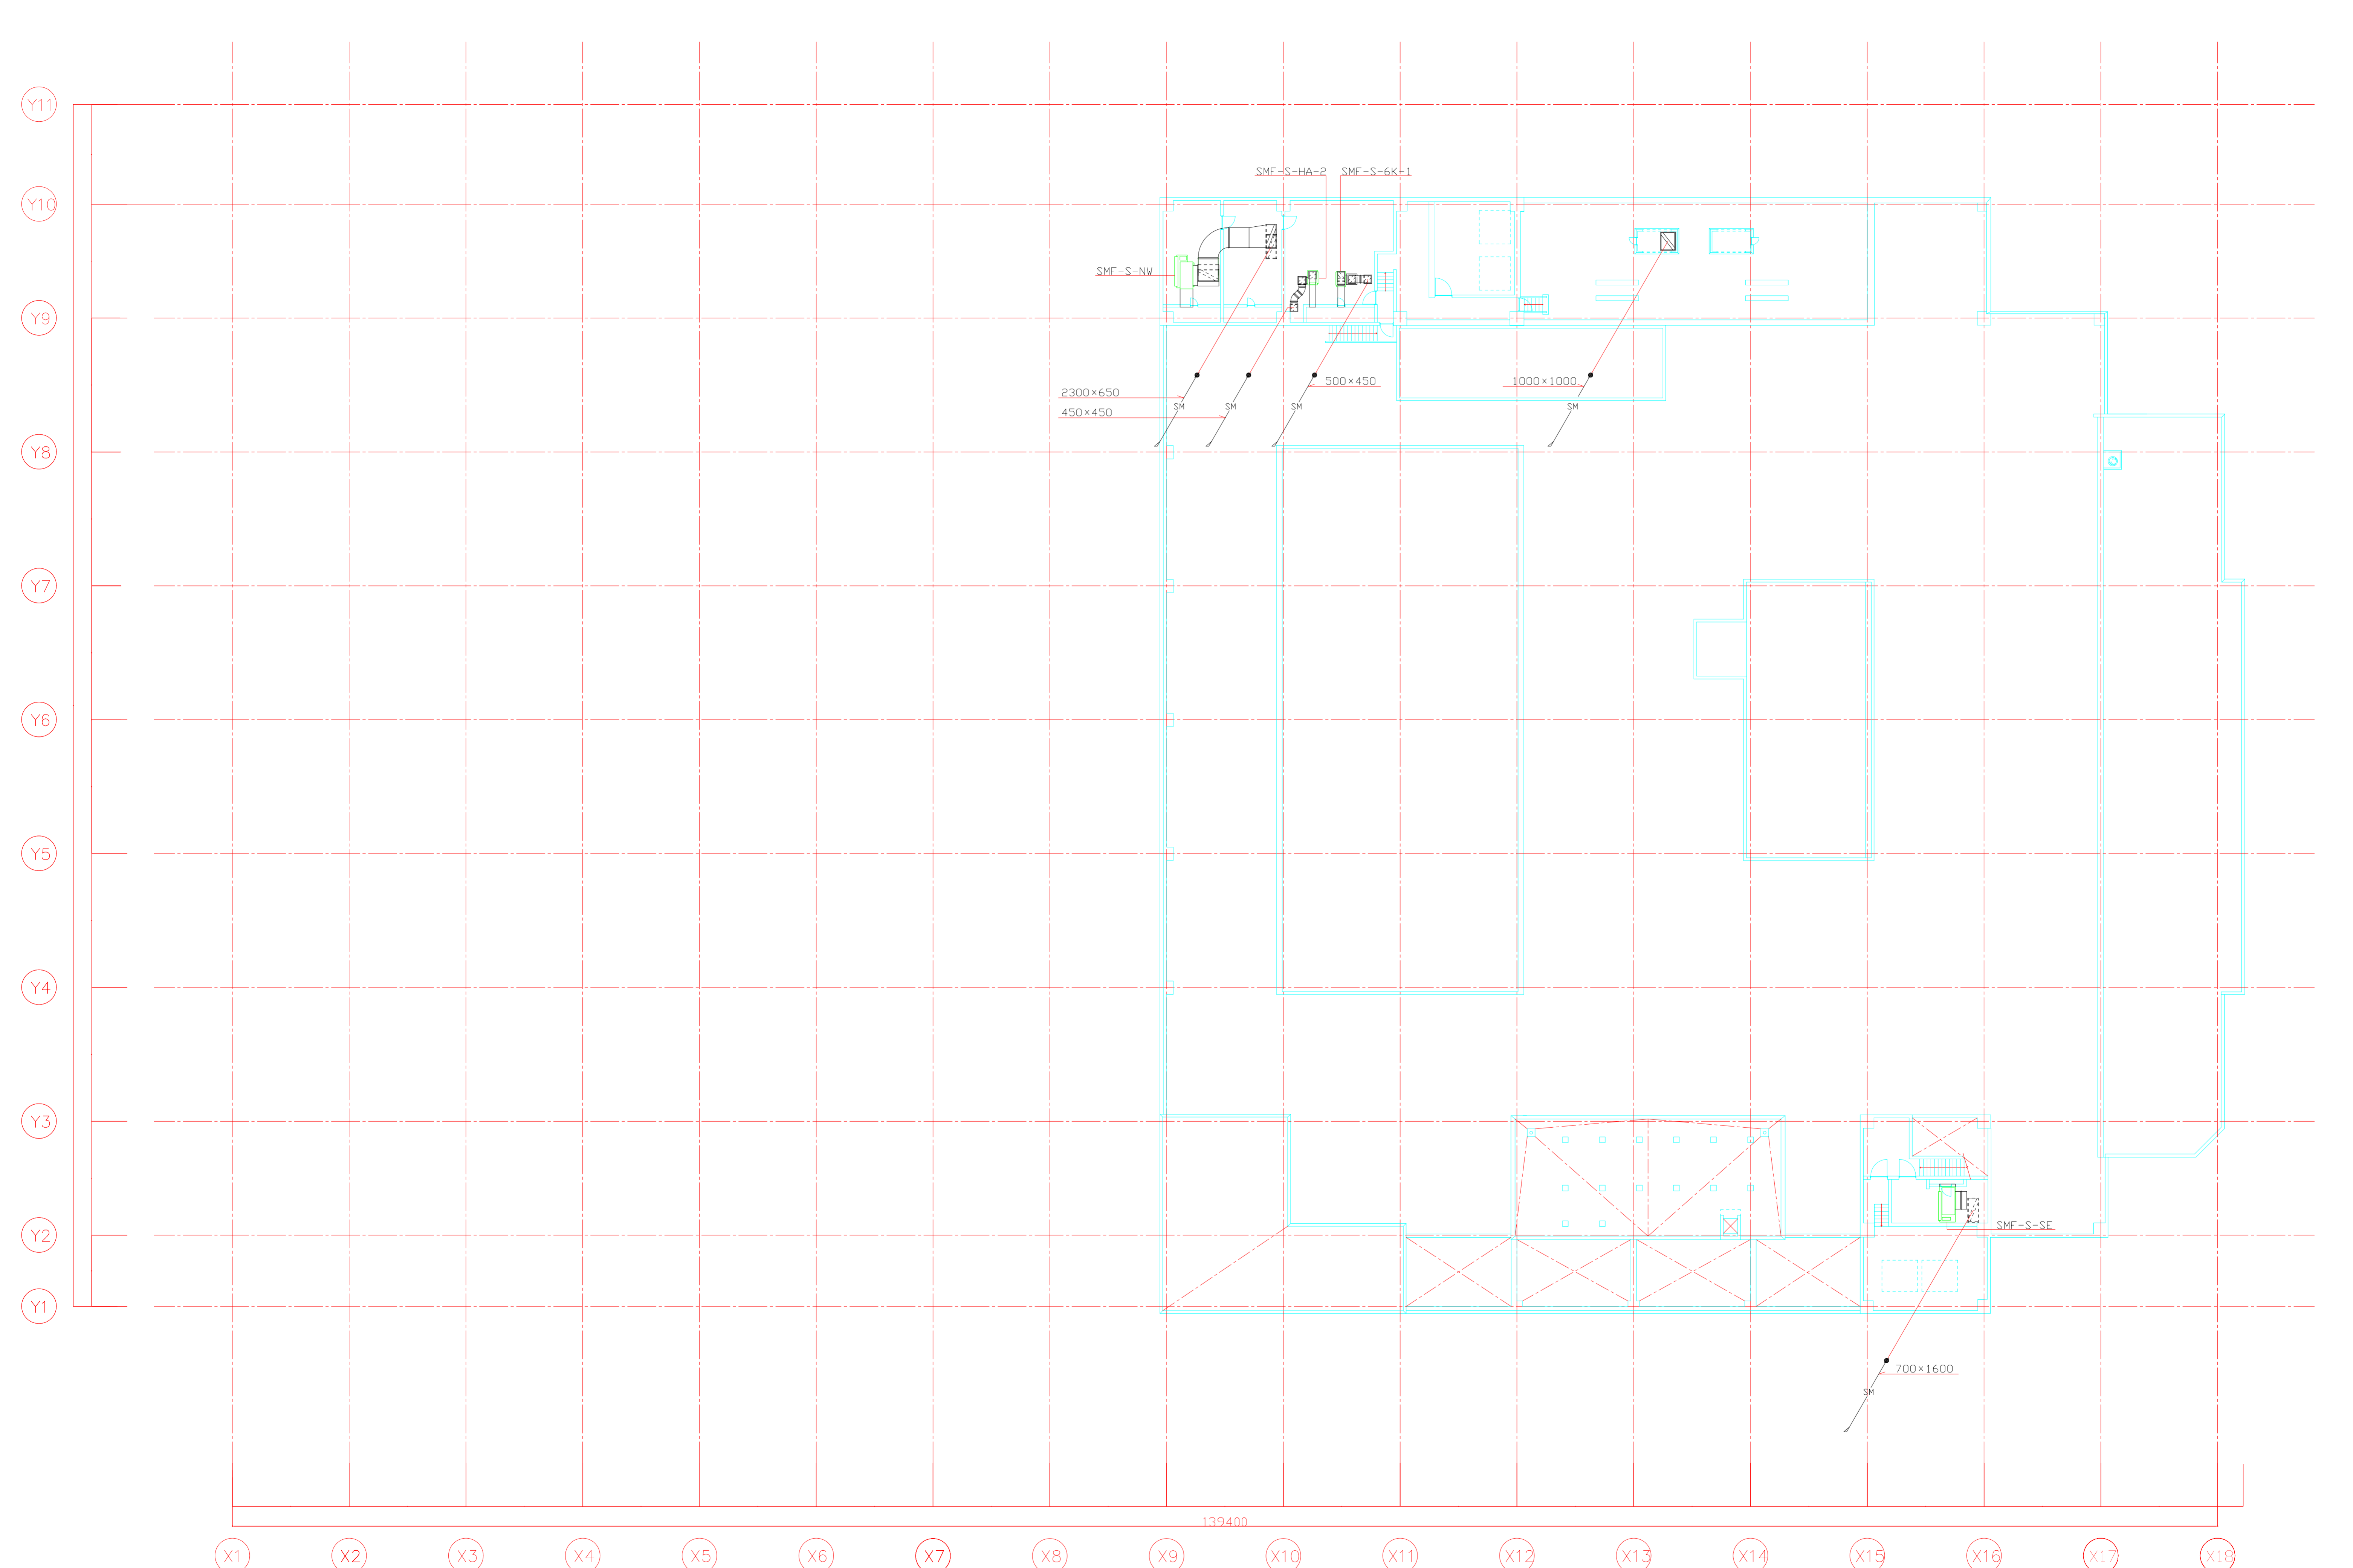 Y11
SMF-S-HA-2 SMF-S-6K-1
Y10
SMF-S-NW
Y9
500×450
1000×1000
2300×650
SM SM SM SM
450×450
Y8
Y7
Y6
Y5
Y4
Y3
SMF-S-SE
Y2
Y1
700×1600
SM
139400
X1 X2 X3 X4 X5 X6 X7 X8 X9 X10 X11 X12 X13 X14 X15 X16 X17 X18